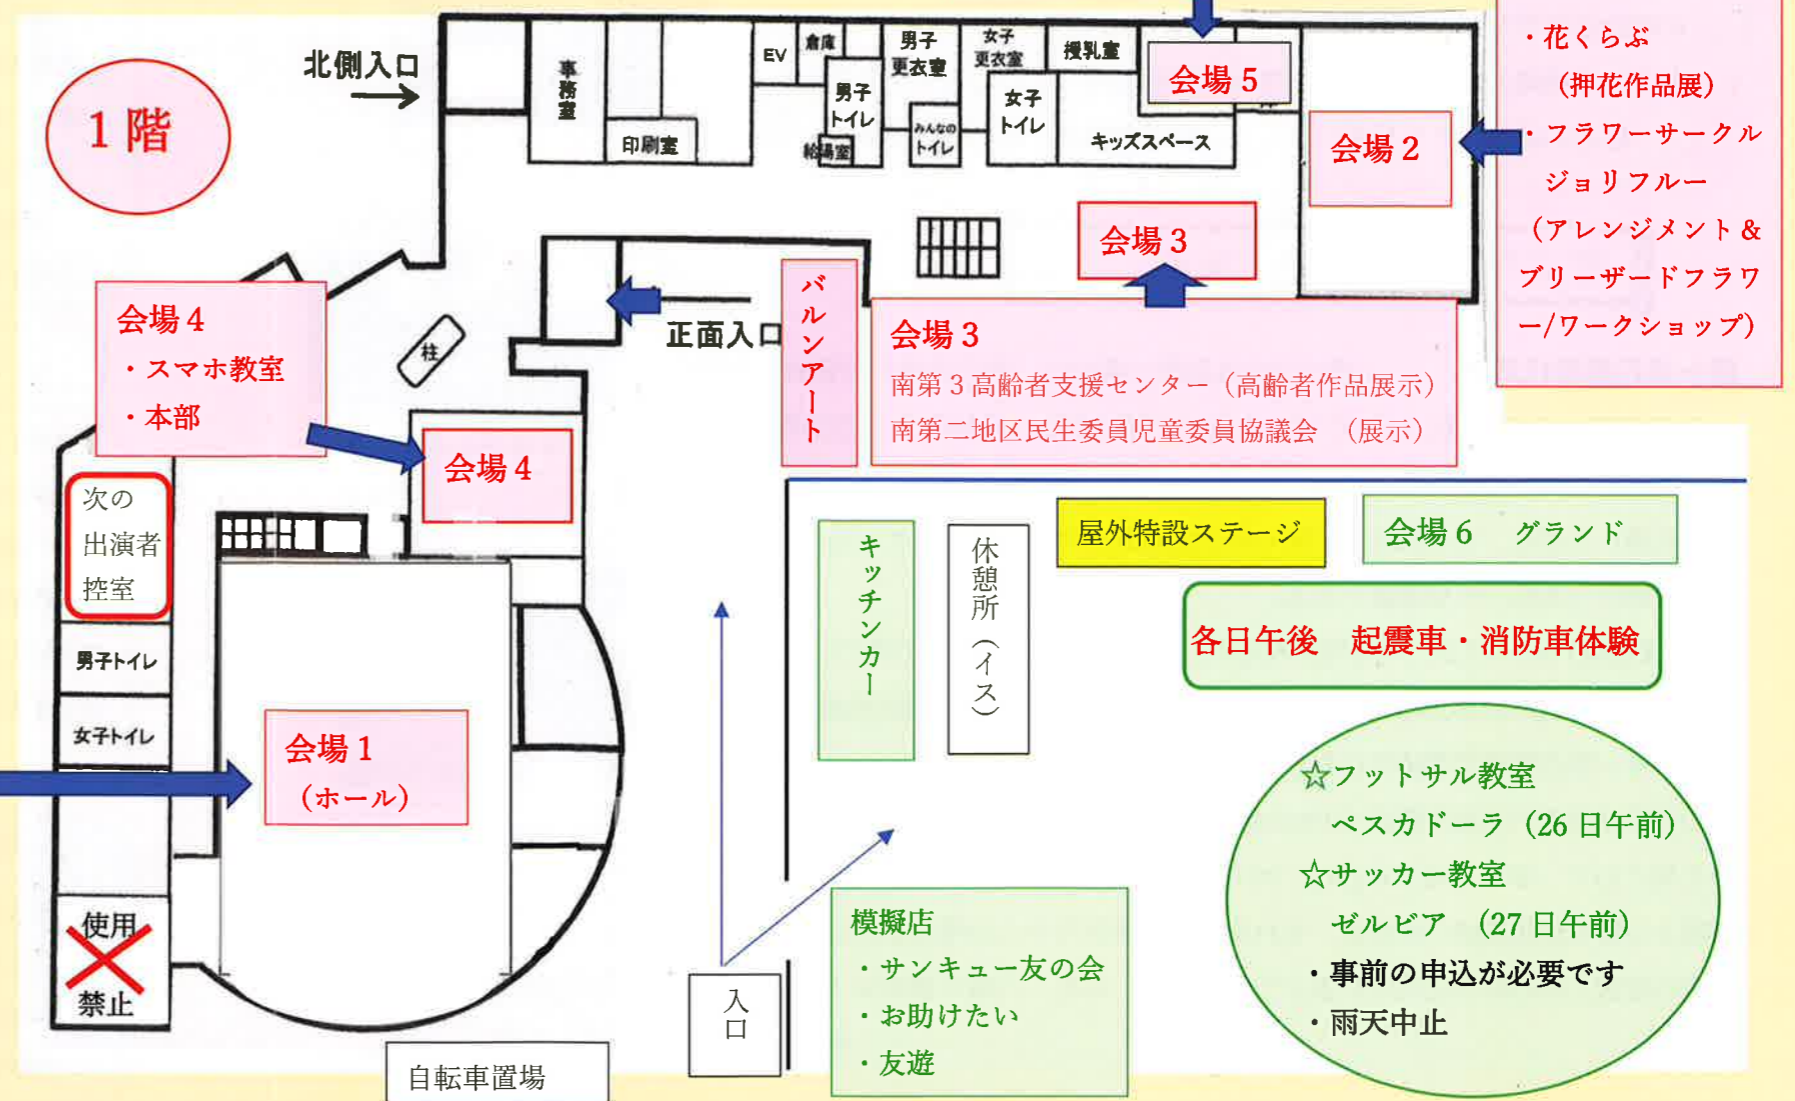 1階
北側入口
事務室
印刷室
EV
倉庫
男子
トイレ
給湯室
男子
更衣室
みんなの
トイレ
女子
更衣室
女子
トイレ
授乳室
キッズスペース
会場5
会場2
・花くらぶ
(押花作品展)
・フラワーサークル
ジョリフルー
(アレンジメント&
ブリーザードフラワ
ー/ワークショップ)
会場3
正面入口
バルンアート
会場3
南第3高齢者支援センター(高齢者作品展示)
南第二地区民生委員児童委員協議会 (展示)
会場4
・スマホ教室
・本部
柱
会場4
次の
出演者
控室
男子トイレ
女子トイレ
使用
禁止
会場1
(ホール)
自転車置場
入口
キッチンカー
休憩所(イス)
屋外特設ステージ
会場6 グランド
各日午後 起震車・消防車体験
☆フットサル教室
ペスカドーラ(26日午前)
☆サッカー教室
ゼルビア (27日午前)
・事前の申込が必要です
・雨天中止
模擬店
・サンキュー友の会
・お助けたい
・友遊